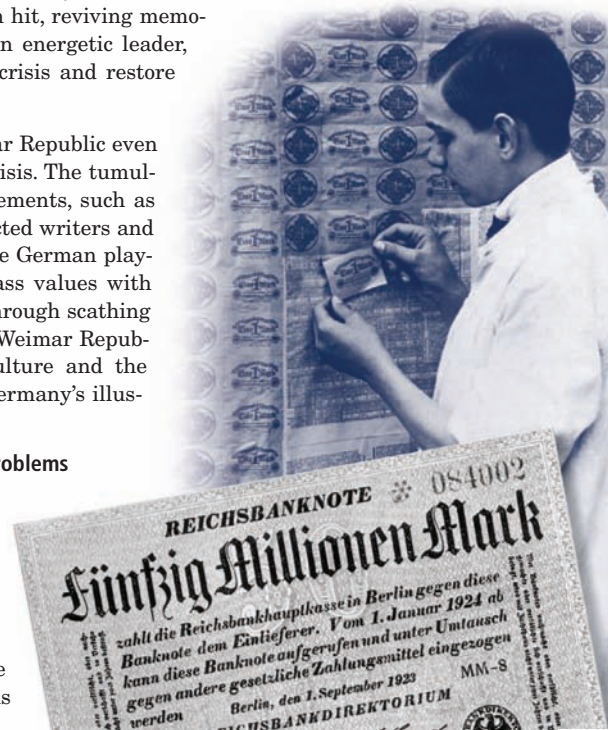 n hit, reviving memo-
n energetic leader,
crisis and restore
ar Republic even
isis. The tumul-
ements, such as
cted writers and
e German play-
ass values with
rough scathing
Weimar Repub-
ulture and the
ermany's illus-
roblems
e
s
REICHSBANKNOTE 084002
Fünfzig Millionen Mark
zahlt die Reichsbankhauptkasse in Berlin gegen diese
Banknote dem Einlieferer. Vom 1. Januar 1924 ab
kann diese Banknote aufgerufen und unter Umtausch
gegen andere gesetzliche Zahlungsmittel eingezogen
werden
Berlin, den 1. September 1923 MM-8
ICHSBANKDIREKTORIUM